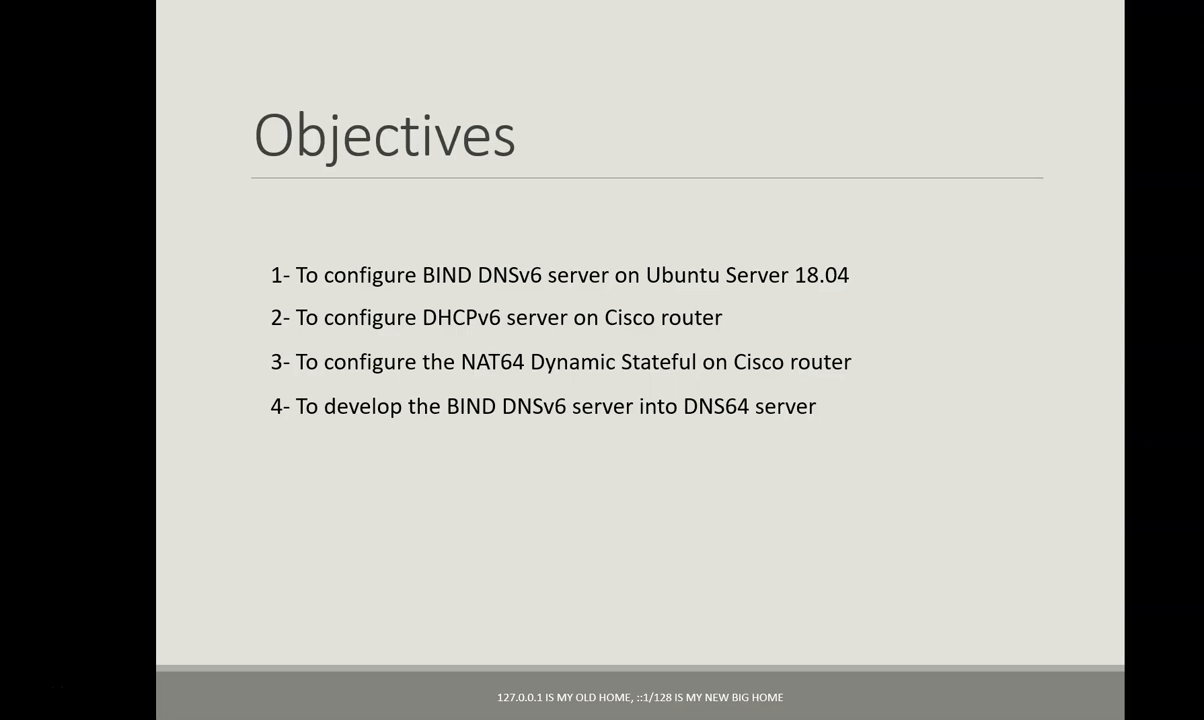 Objectives
1- To configure BIND DNSv6 server on Ubuntu Server 18.04
2- To configure DHCPv6 server on Cisco router
3- To configure the NAT64 Dynamic Stateful on Cisco router
4- To develop the BIND DNSv6 server into DNS64 server
127.0.0.1 IS MY OLD HOME, ::1/128 IS MY NEW BIG HOME